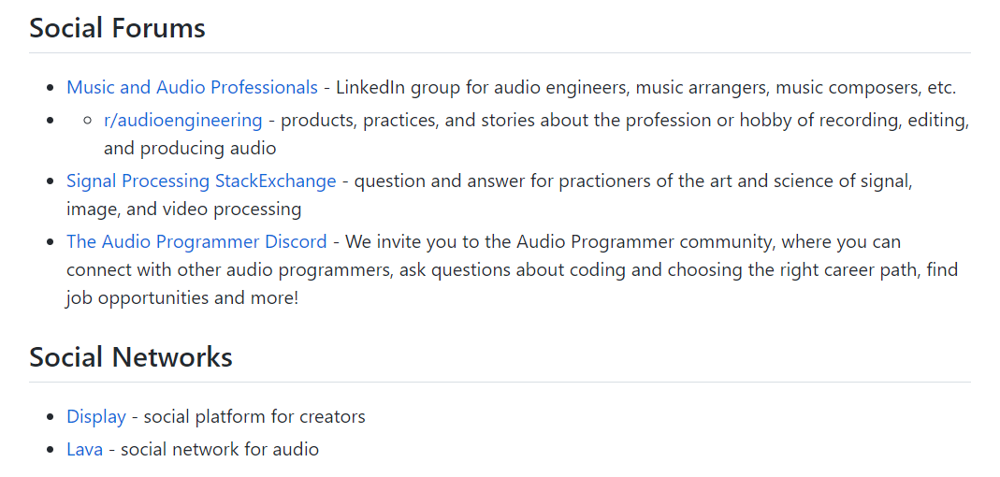 Social Forums
Music and Audio Professionals - LinkedIn group for audio engineers, music arrangers, music composers, etc.
r/audioengineering - products, practices, and stories about the profession or hobby of recording, editing,
and producing audio
Signal Processing StackExchange - question and answer for practioners of the art and science of signal,
image, and video processing
The Audio Programmer Discord - We invite you to the Audio Programmer community, where you can
connect with other audio programmers, ask questions about coding and choosing the right career path, find
job opportunities and more!
Social Networks
Display - social platform for creators
Lava - social network for audio